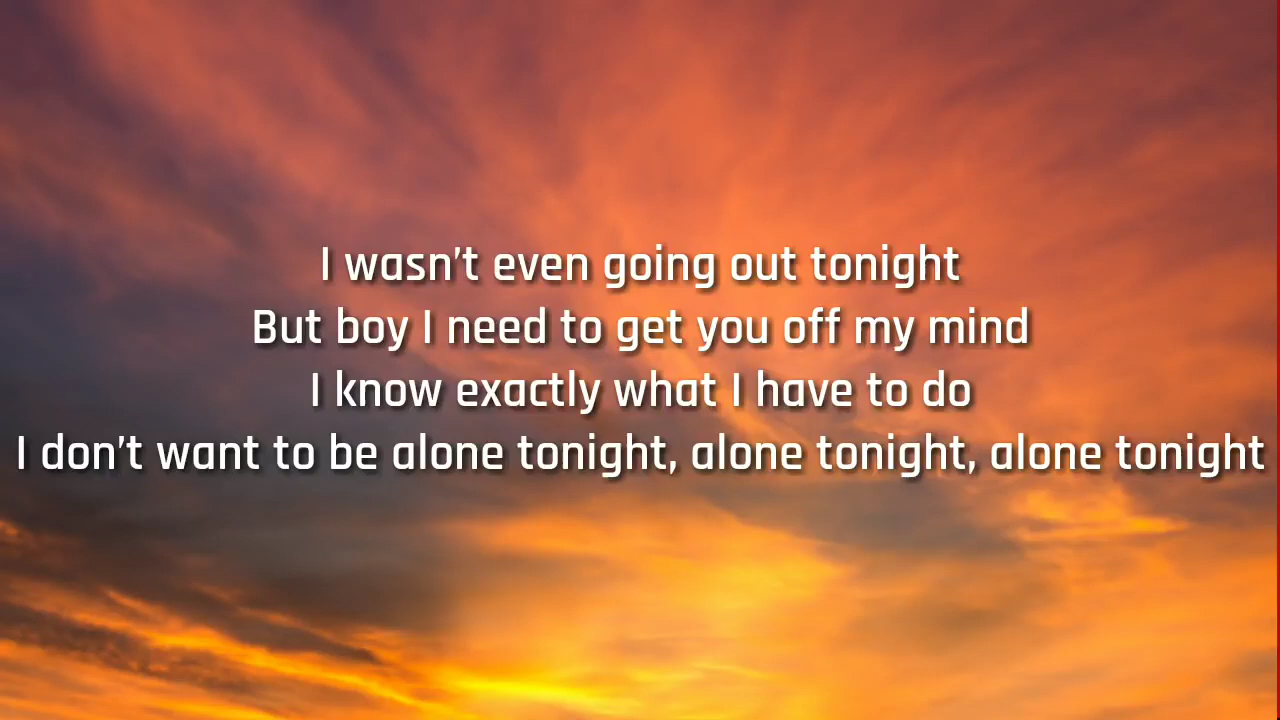 I wasn't even going out tonight
But boy I need to get you off my mind
I know exactly what I have to do
I don't want to be alone tonight, alone tonight, alone tonight